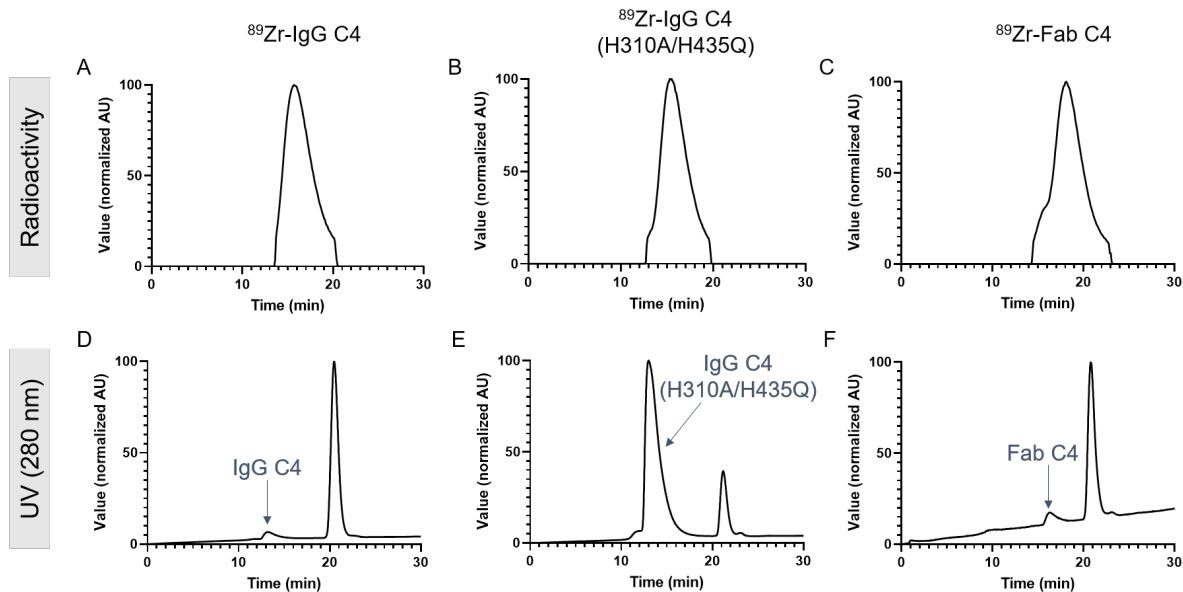 ⁸⁹Zr-IgG C4
⁸⁹Zr-IgG C4
(H310A/H435Q)
⁸⁹Zr-Fab C4
Radioactivity
A
Value (normalized AU)
100
50
0
0 10 20 30
Time (min)
B
Value (normalized AU)
100
50
0
0 10 20 30
Time (min)
C
Value (normalized AU)
100
50
0
0 10 20 30
Time (min)
UV (280 nm)
D
Value (normalized AU)
100
50
0
IgG C4
0 10 20 30
Time (min)
E
Value (normalized AU)
100
50
0
IgG C4
(H310A/H435Q)
0 10 20 30
Time (min)
F
Value (normalized AU)
100
50
0
Fab C4
0 10 20 30
Time (min)